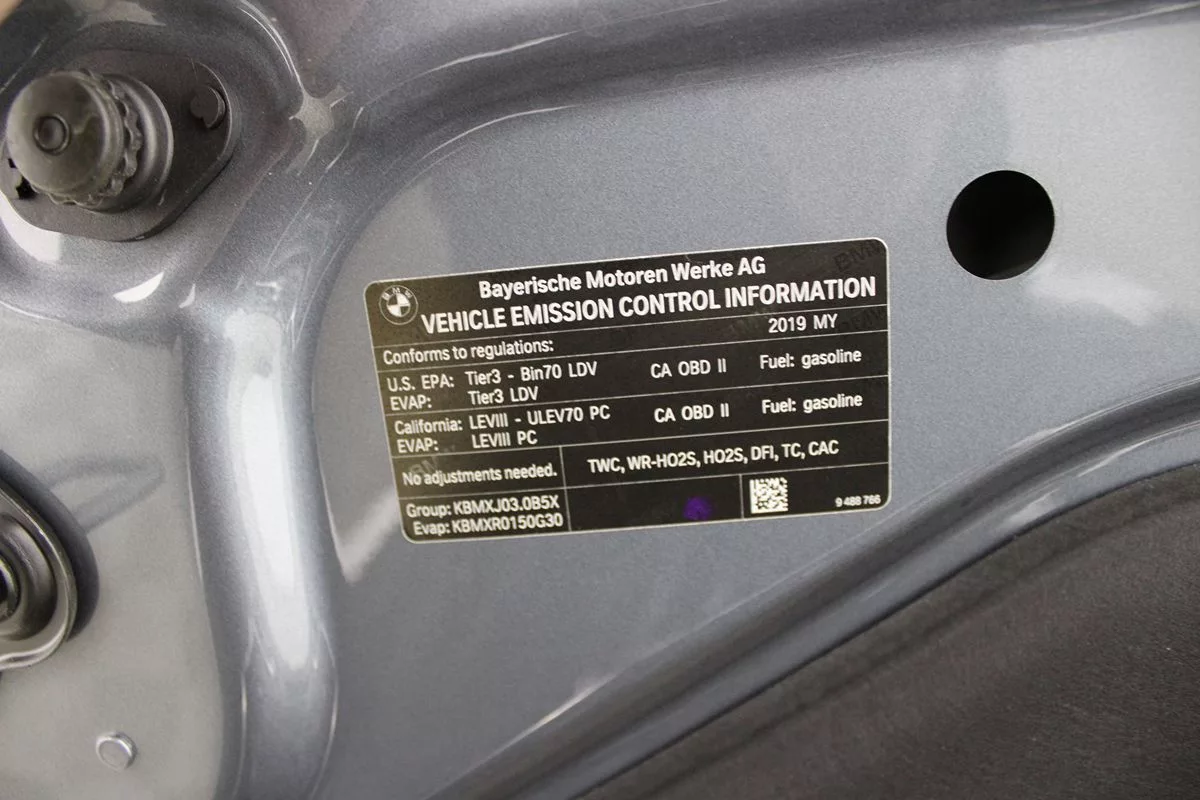 BMW
Bayerische Motoren Werke AG
VEHICLE EMISSION CONTROL INFORMATION
Conforms to regulations: 2019 MY
U.S. EPA: Tier3 - Bin70 LDV CA OBD II Fuel: gasoline
EVAP: Tier3 LDV
California: LEVIII - ULEV70 PC CA OBD II Fuel: gasoline
EVAP: LEVIII PC
No adjustments needed. TWC, WR-HO2S, HO2S, DFI, TC, CAC
Group: KBMXJ03.0B5X
Evap: KBMXR0150G30
9 488 766